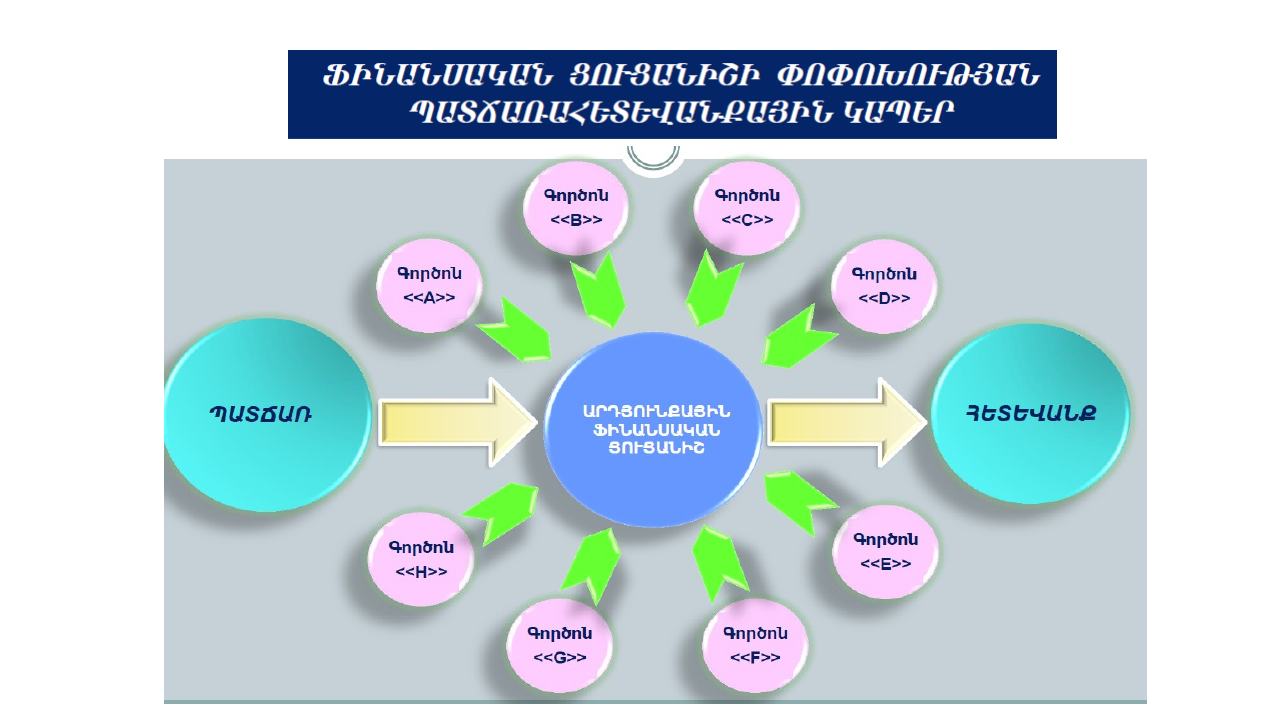 ՖԻՆԱՆՍԱԿԱՆ ՑՈՒՑԱՆԻՇԻ ՓՈՓՈԽՈՒԹՅԱՆ
ՊԱՏՃԱՌԱՀԵՏԵՎԱՆՔԱՅԻՆ ԿԱՊԵՐ
Գործոն
<<B>>
Գործոն
<<C>>
Գործոն
<<A>>
Գործոն
<<D>>
ՊԱՏՃԱՌ
ԱՐԴՅՈՒՆՔԱՅԻՆ
ՖԻՆԱՆՍԱԿԱՆ
ՑՈՒՑԱՆԻՇ
ՀԵՏԵՎԱՆՔ
Գործոն
<<H>>
Գործոն
<<E>>
Գործոն
<<G>>
Գործոն
<<F>>